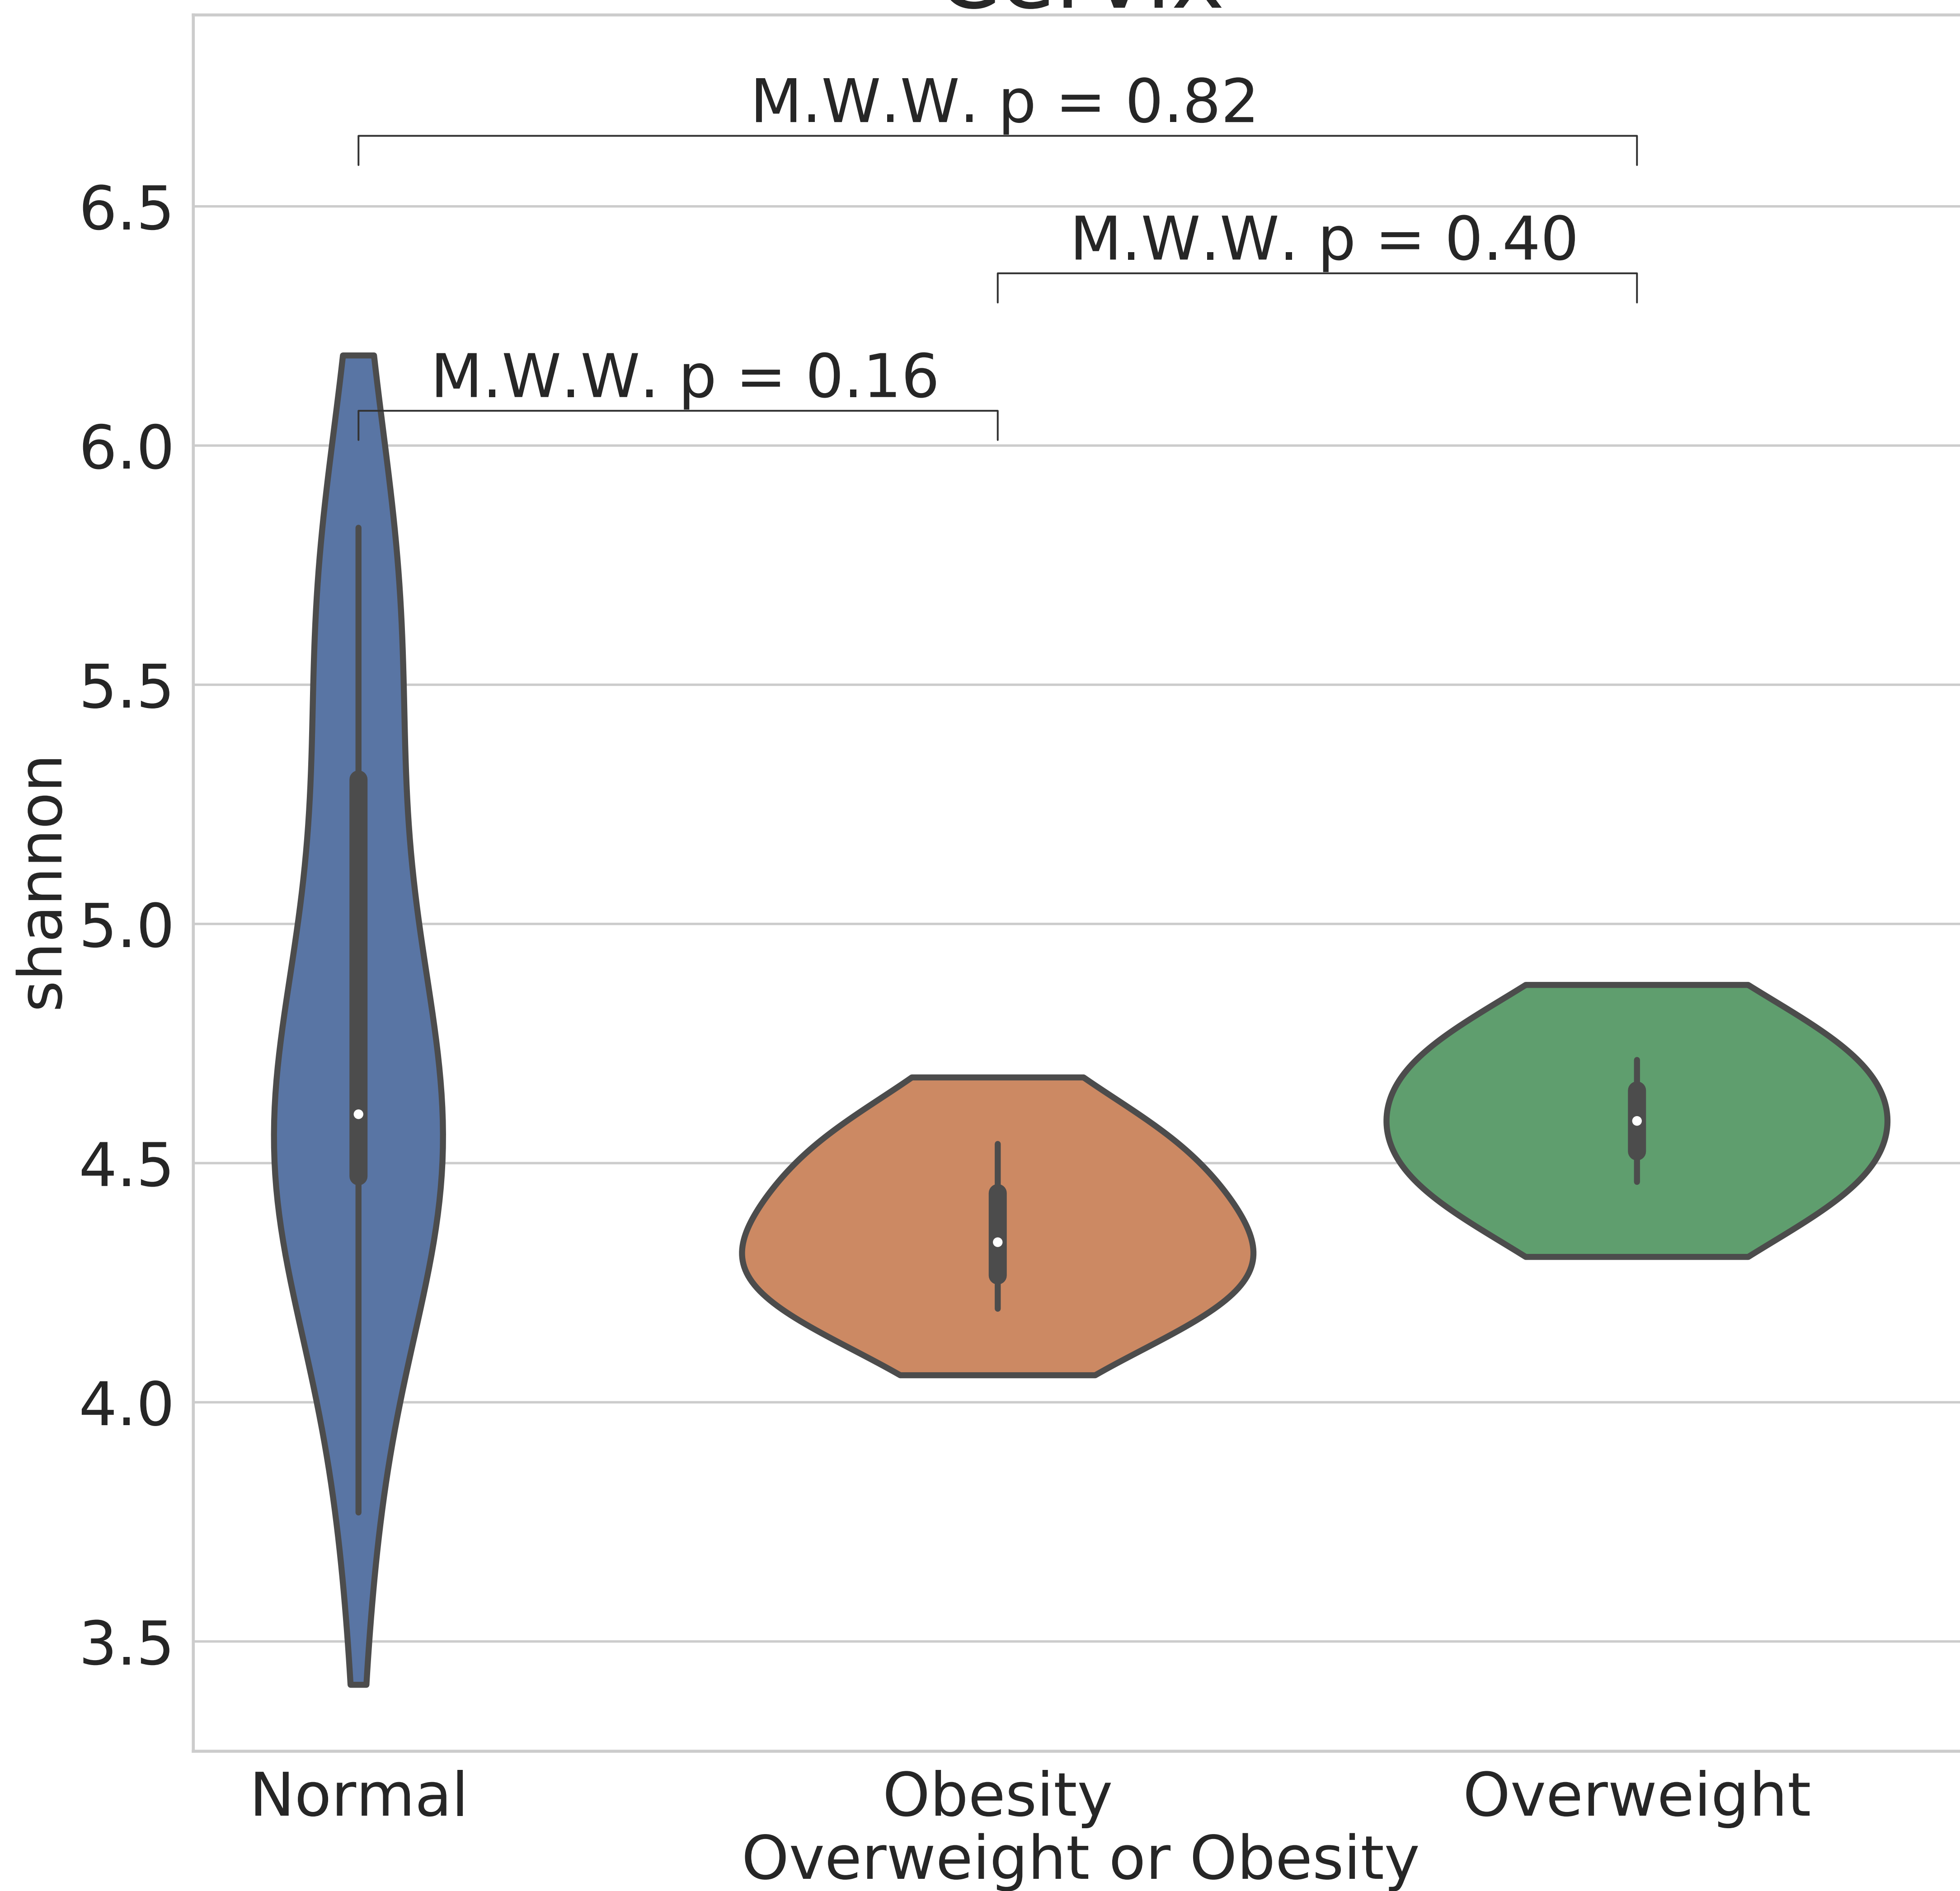 M.W.W. p = 0.82
6.5
M.W.W. p = 0.40
M.W.W. p = 0.16
6.0
5.5
shannon
5.0
4.5
4.0
3.5
Normal
Obesity
Overweight
Overweight or Obesity